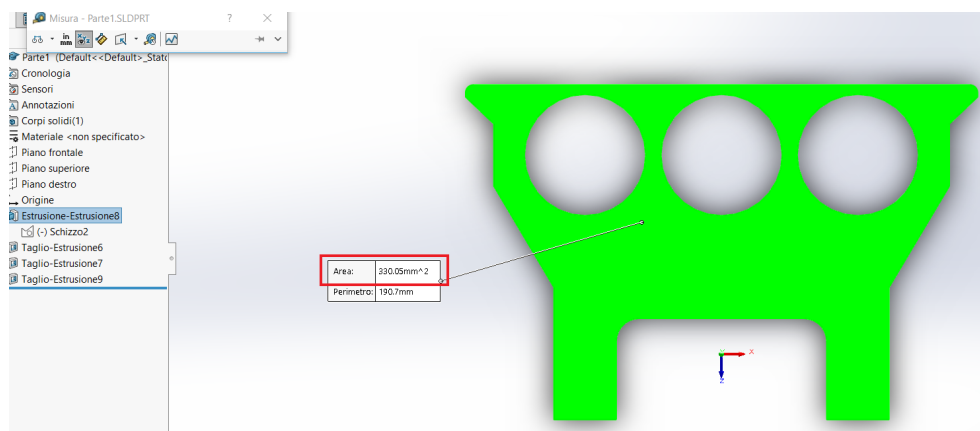 Misura - Parte1.SLDPRT ?
in
mm
Parte1 (Default<<Default>_Stato
Cronologia
Sensori
Annotazioni
Corpi solidi(1)
Materiale <non specificato>
Piano frontale
Piano superiore
Piano destro
Origine
Estrusione-Estrusione8
(-) Schizzo2
Taglio-Estrusione6
Taglio-Estrusione7
Taglio-Estrusione9
Area: 330.05mm^2
Perimetro: 190.7mm
Y
X
Z